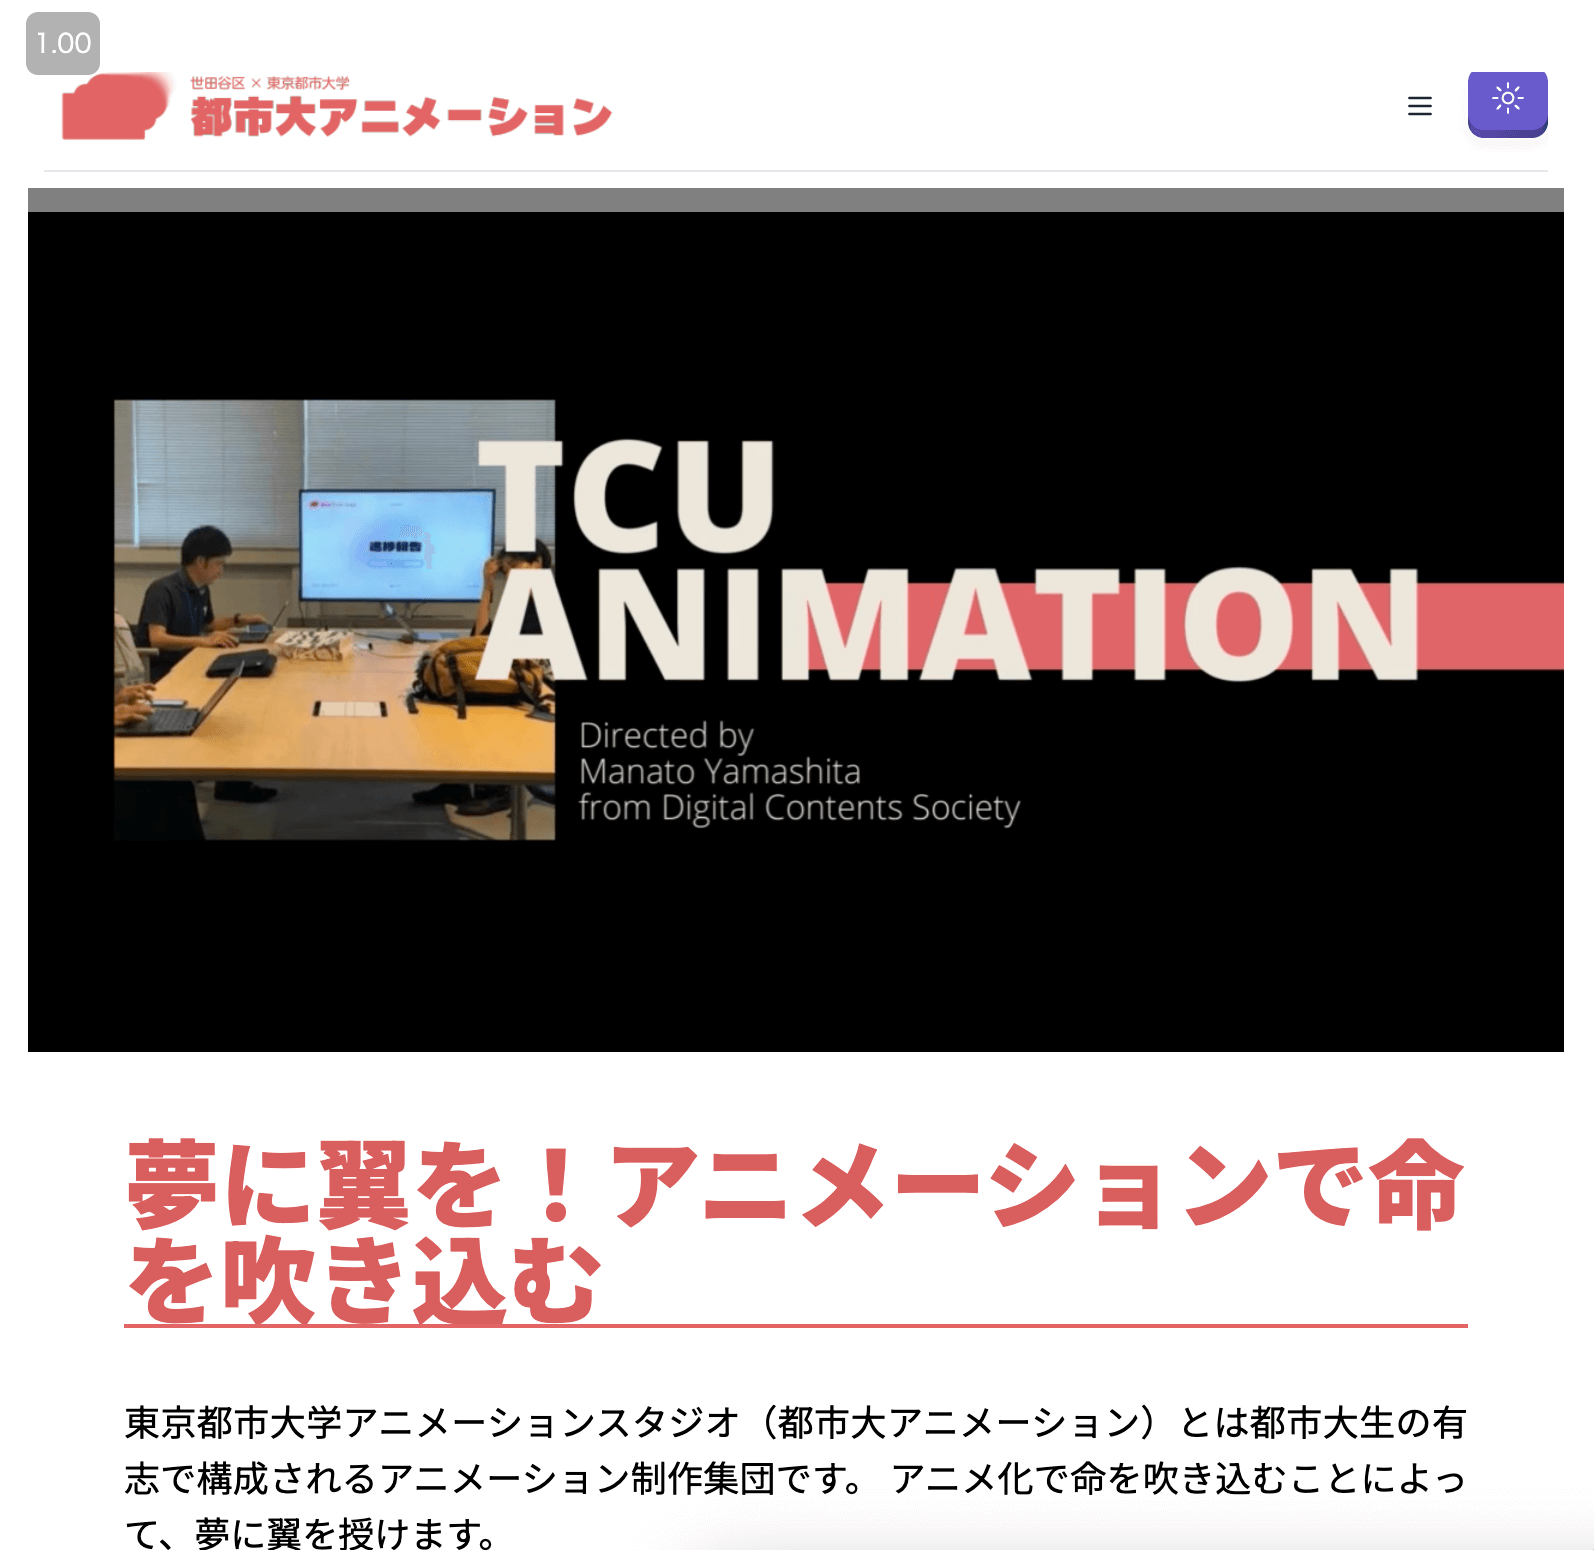 1.00
世田谷区 × 東京都市大学
都市大アニメーション
進捗報告
TCU
ANIMATION
Directed by
Manato Yamashita
from Digital Contents Society
夢に翼を！アニメーションで命
を吹き込む
東京都市大学アニメーションスタジオ（都市大アニメーション）とは都市大生の有
志で構成されるアニメーション制作集団です。 アニメ化で命を吹き込むことによっ
て、夢に翼を授けます。